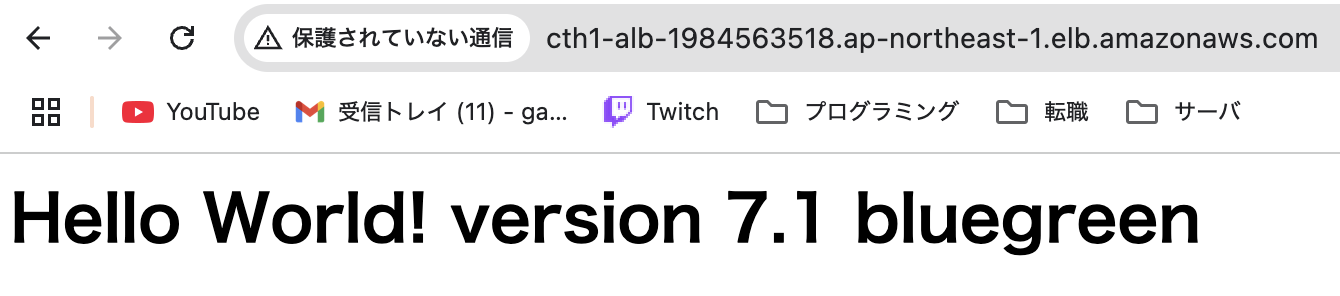 保護されていない通信 cth1-alb-1984563518.ap-northeast-1.elb.amazonaws.com
YouTube 受信トレイ (11) - ga... Twitch プログラミング 転職 サーバ
Hello World! version 7.1 bluegreen